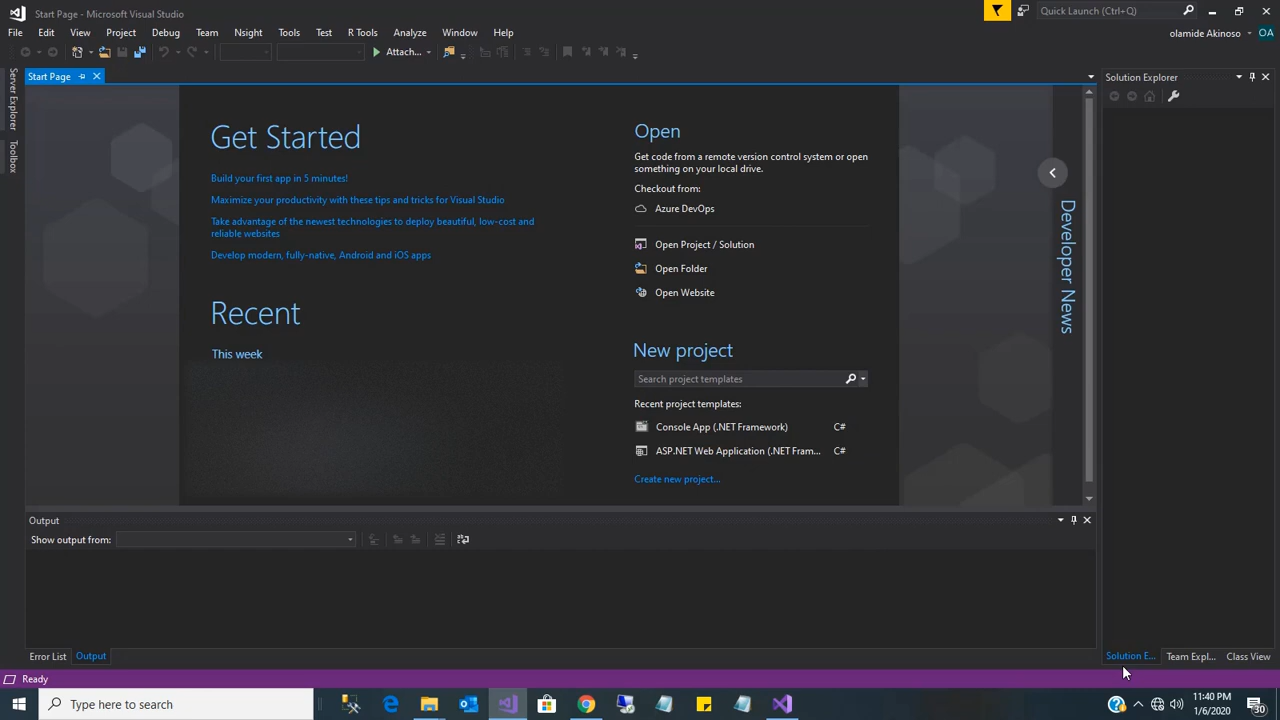 Start Page - Microsoft Visual Studio
Quick Launch (Ctrl+Q)
File Edit View Project Debug Team Nsight Tools Test R Tools Analyze Window Help
olamide Akinoso OA
Attach...
Server Explorer
Toolbox
Start Page
Get Started
Build your first app in 5 minutes!
Maximize your productivity with these tips and tricks for Visual Studio
Take advantage of the newest technologies to deploy beautiful, low-cost and
reliable websites
Develop modern, fully-native, Android and iOS apps
Recent
This week
Open
Get code from a remote version control system or open
something on your local drive.
Checkout from:
Azure DevOps
Open Project / Solution
Open Folder
Open Website
New project
Search project templates
Recent project templates:
Console App (.NET Framework) C#
ASP.NET Web Application (.NET Fram... C#
Create new project...
Developer News
Solution Explorer
Output
Show output from:
Error List Output
Solution E... Team Expl... Class View
Ready
Type here to search
11:40 PM
1/6/2020
30